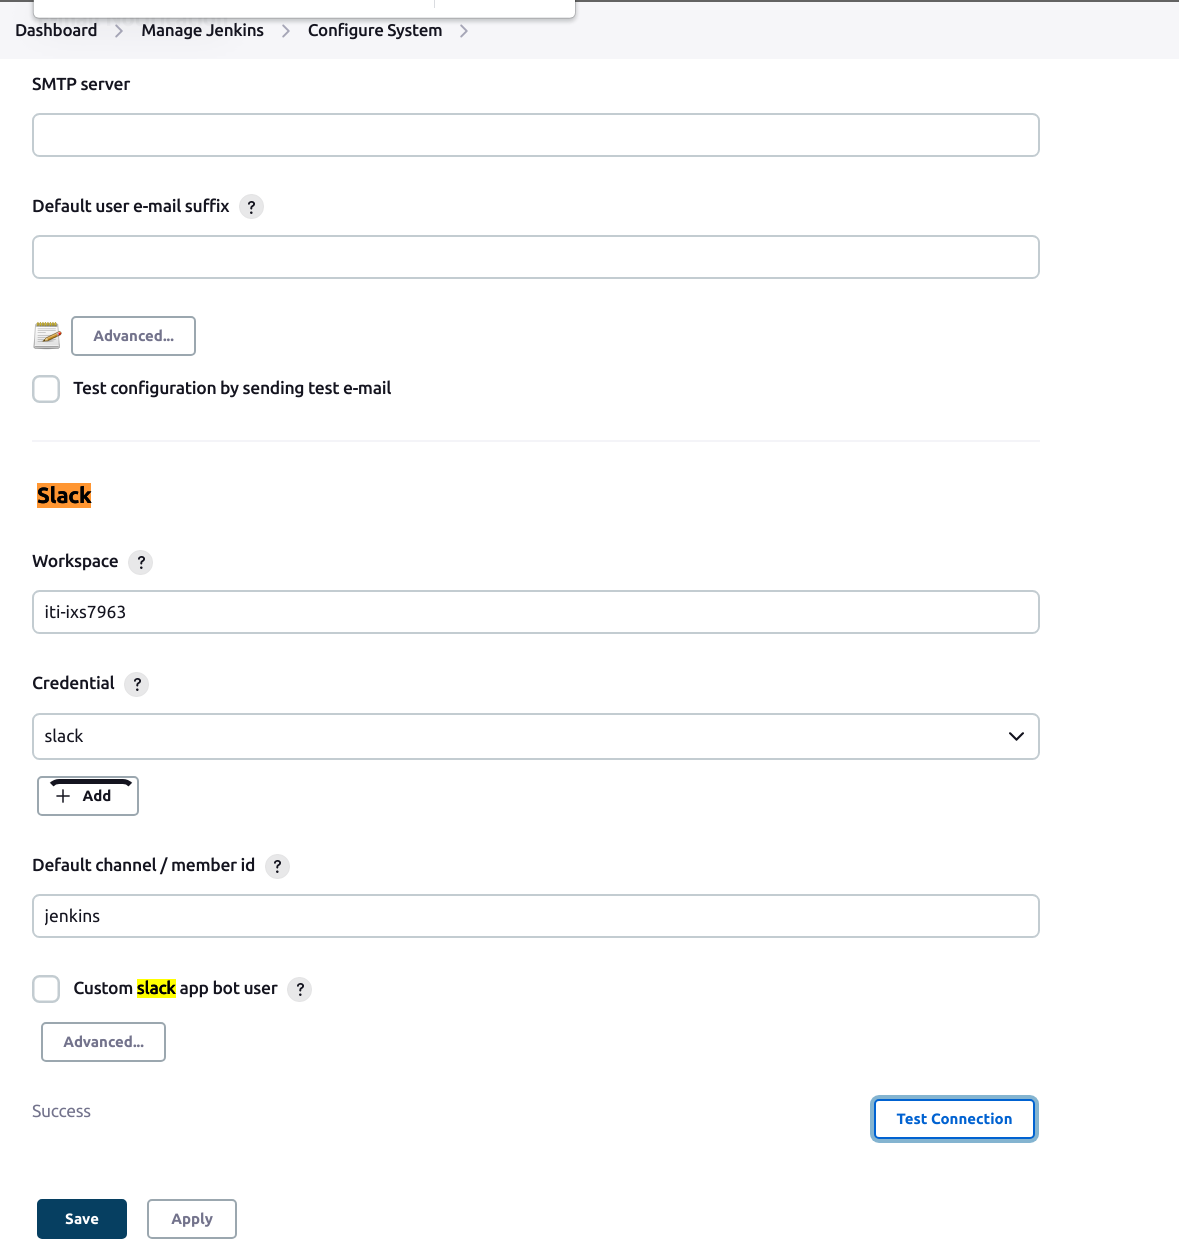 Dashboard > Manage Jenkins > Configure System >
SMTP server
Default user e-mail suffix ?
Advanced...
Test configuration by sending test e-mail
Slack
Workspace ?
iti-ixs7963
Credential ?
slack
+ Add
Default channel / member id ?
jenkins
Custom slack app bot user ?
Advanced...
Success
Test Connection
Save Apply